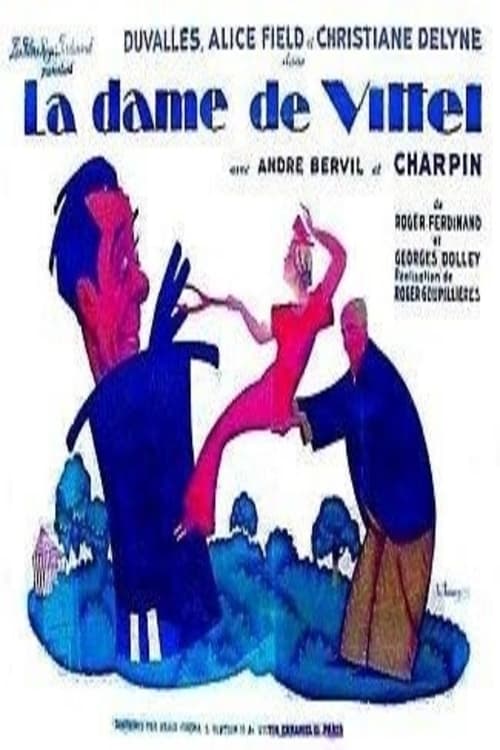 DUVALLES, ALICE FIELD et CHRISTIANE DELYNE
dans
La dame de Vittel
avec ANDRE BERVIL et CHARPIN
de
ROGER FERDINAND
et
GEORGES DOLLEY
Réalisation de
ROGER GOUPILLIERES
PARIS